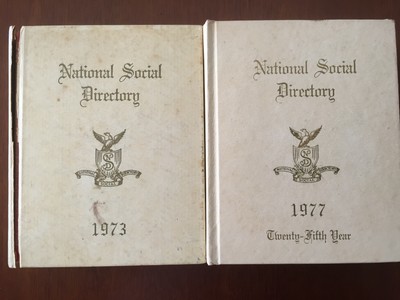 National Social
Directory
1973
National Social
Directory
1977
Twenty-Fifth Year